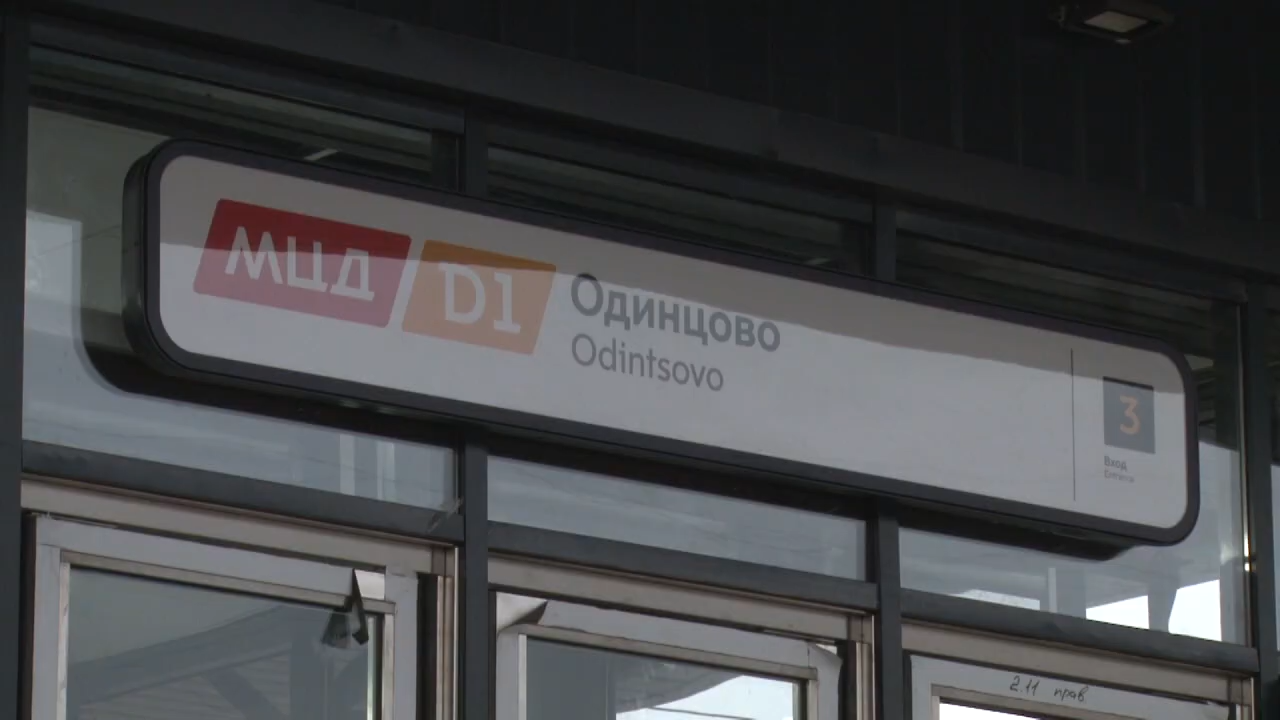 МЦД D1 Одинцово
Odintsovo
3
Вход
Entrance
2.11 прав